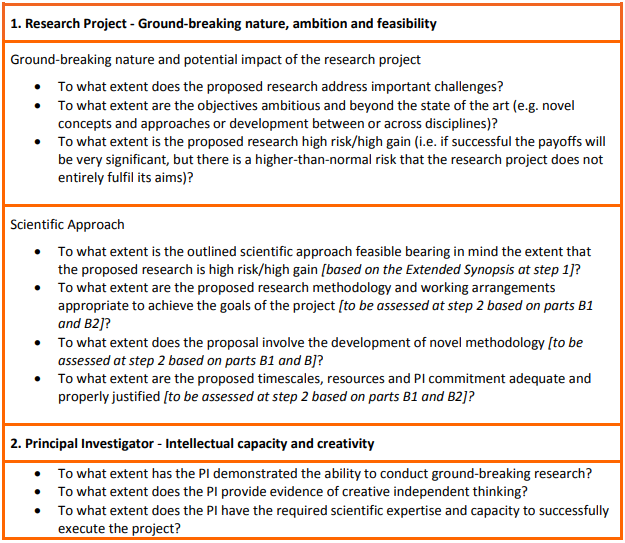 1. Research Project - Ground-breaking nature, ambition and feasibility
Ground-breaking nature and potential impact of the research project
• To what extent does the proposed research address important challenges?
• To what extent are the objectives ambitious and beyond the state of the art (e.g. novel
concepts and approaches or development between or across disciplines)?
• To what extent is the proposed research high risk/high gain (i.e. if successful the payoffs will
be very significant, but there is a higher-than-normal risk that the research project does not
entirely fulfil its aims)?
Scientific Approach
• To what extent is the outlined scientific approach feasible bearing in mind the extent that
the proposed research is high risk/high gain [based on the Extended Synopsis at step 1]?
• To what extent are the proposed research methodology and working arrangements
appropriate to achieve the goals of the project [to be assessed at step 2 based on parts B1
and B2]?
• To what extent does the proposal involve the development of novel methodology [to be
assessed at step 2 based on parts B1 and B]?
• To what extent are the proposed timescales, resources and PI commitment adequate and
properly justified [to be assessed at step 2 based on parts B1 and B2]?
2. Principal Investigator - Intellectual capacity and creativity
• To what extent has the PI demonstrated the ability to conduct ground-breaking research?
• To what extent does the PI provide evidence of creative independent thinking?
• To what extent does the PI have the required scientific expertise and capacity to successfully
execute the project?